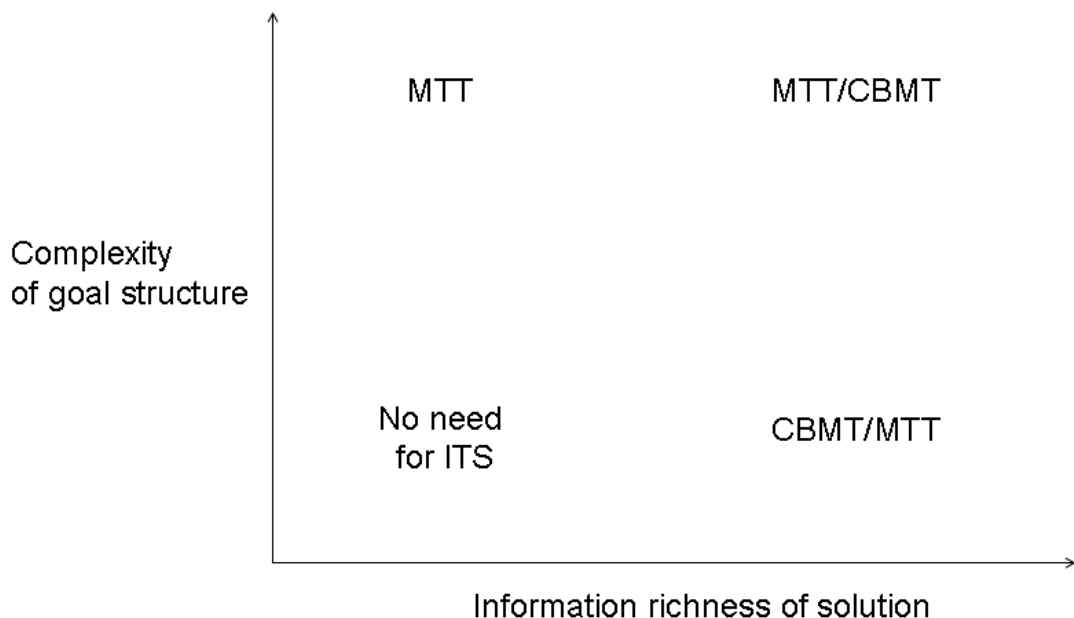 MTT
MTT/CBMT
Complexity
of goal structure
No need
for ITS
CBMT/MTT
Information richness of solution